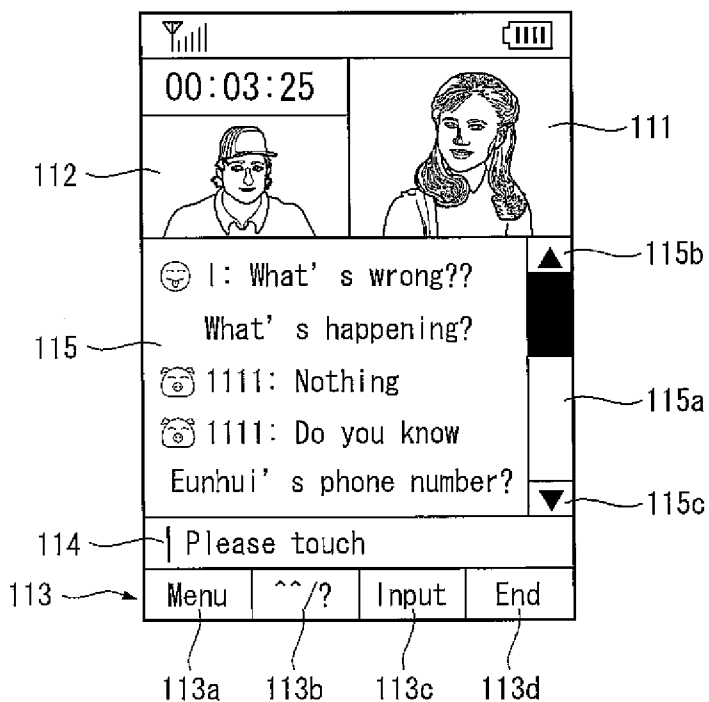 00:03:25
111
112
115b
I: What's wrong??
What's happening?
115
1111: Nothing
115a
1111: Do you know
Eunhui's phone number?
115c
114
Please touch
113
Menu
^^/?
Input
End
113a
113b
113c
113d